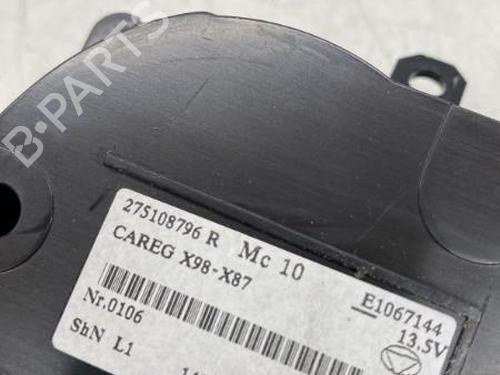 B-PARTS
275108796 R Mc 10
CAREG X98-X87
E1067144
13,5V
Nr.0106
ShN L1